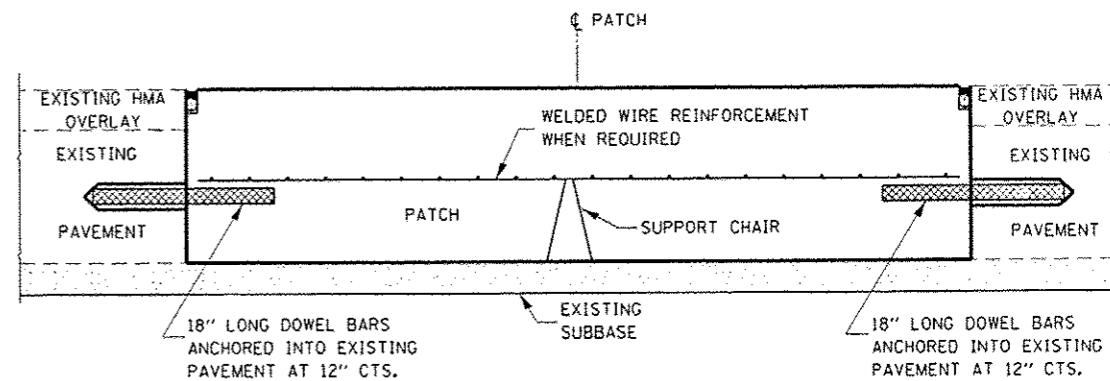 ℄ PATCH
EXISTING HMA
OVERLAY
WELDED WIRE REINFORCEMENT
WHEN REQUIRED
EXISTING HMA
OVERLAY
EXISTING
PAVEMENT
PATCH
SUPPORT CHAIR
EXISTING
PAVEMENT
18" LONG DOWEL BARS
ANCHORED INTO EXISTING
PAVEMENT AT 12" CTS.
EXISTING
SUBBASE
18" LONG DOWEL BARS
ANCHORED INTO EXISTING
PAVEMENT AT 12" CTS.